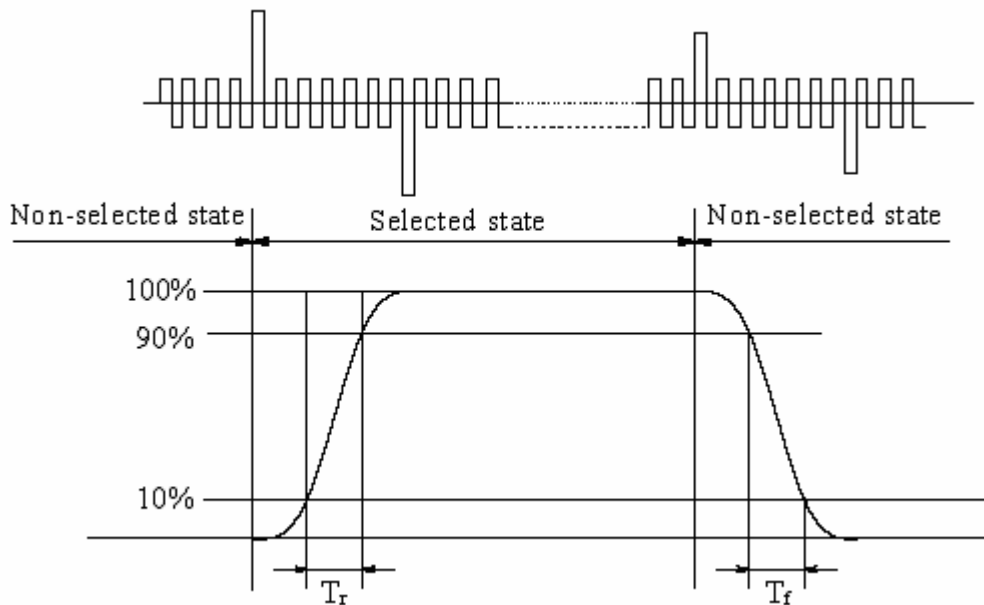 Non-selected state
Selected state
Non-selected state
100%
90%
10%
Tr
Tf